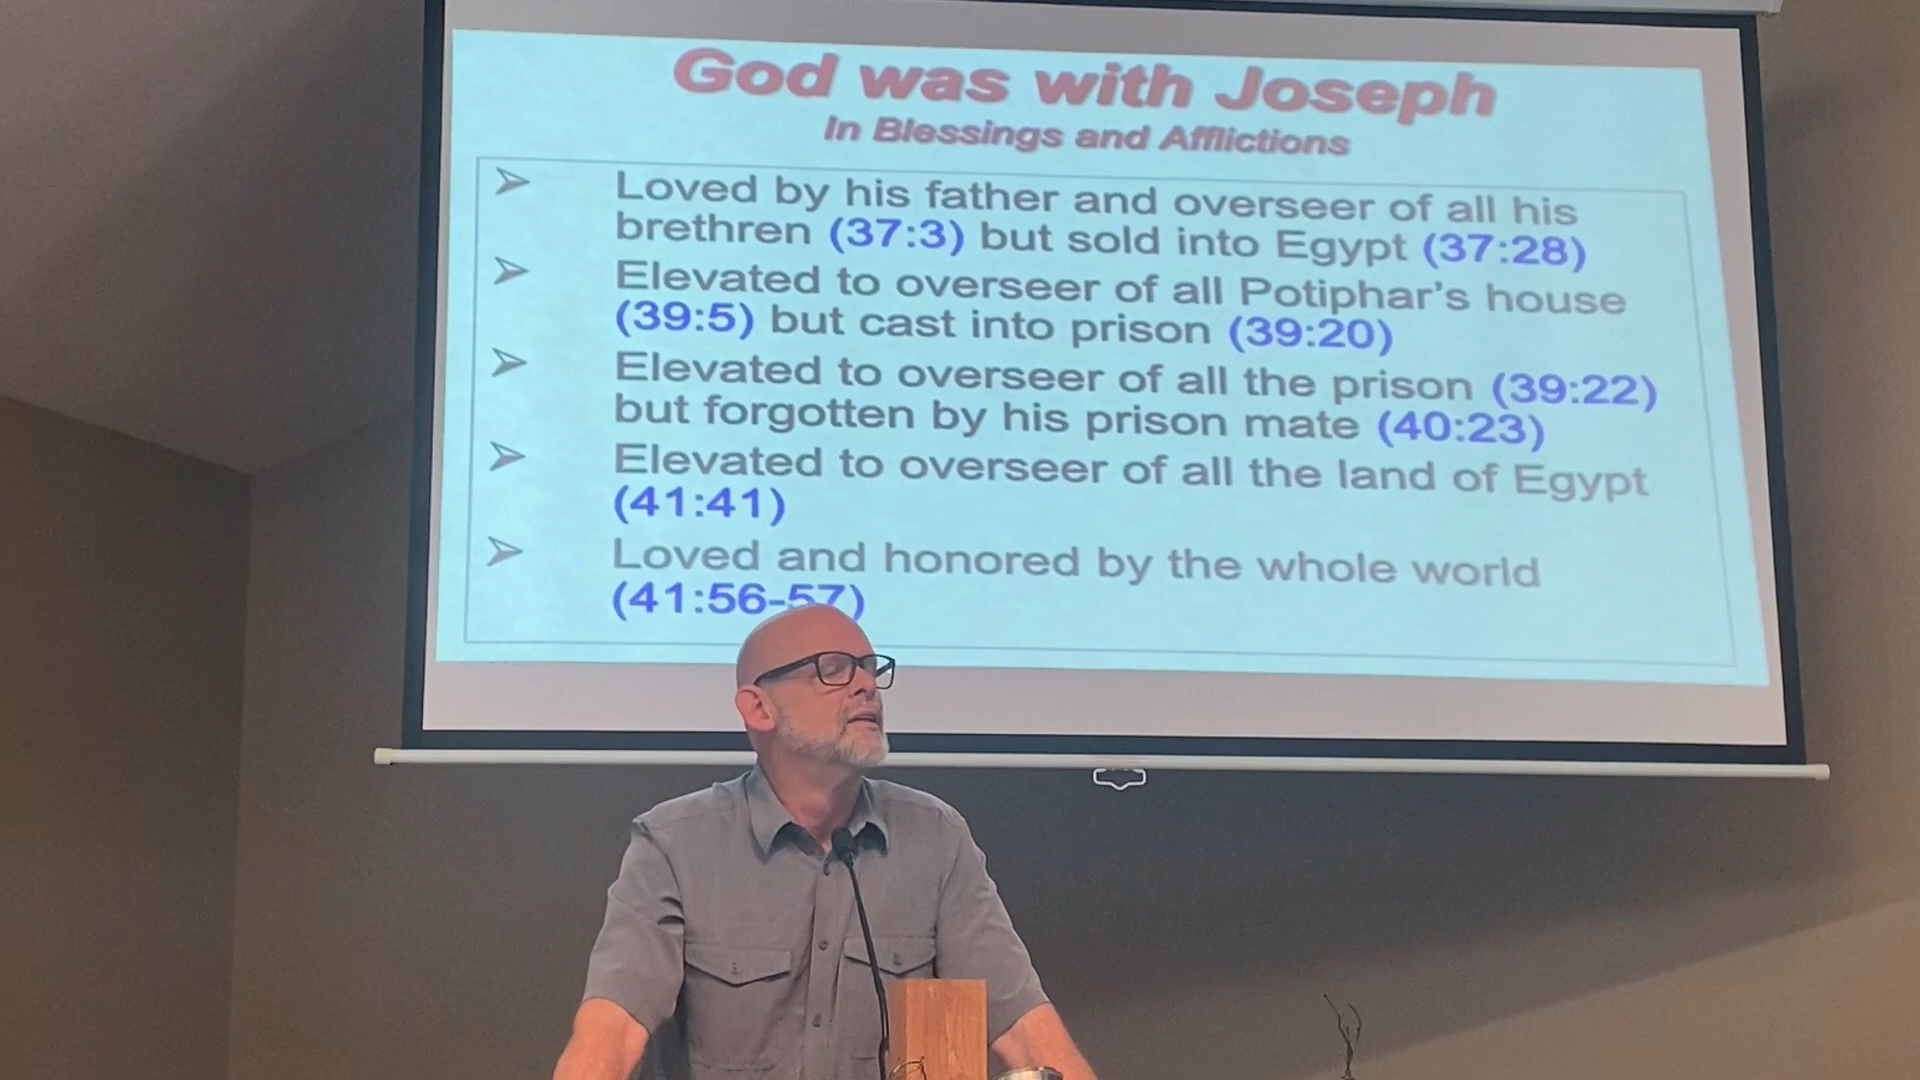 God was with Joseph
In Blessings and Afflictions
Loved by his father and overseer of all his
brethren (37:3) but sold into Egypt (37:28)
Elevated to overseer of all Potiphar's house
(39:5) but cast into prison (39:20)
Elevated to overseer of all the prison (39:22)
but forgotten by his prison mate (40:23)
Elevated to overseer of all the land of Egypt
(41:41)
Loved and honored by the whole world
(41:56-57)